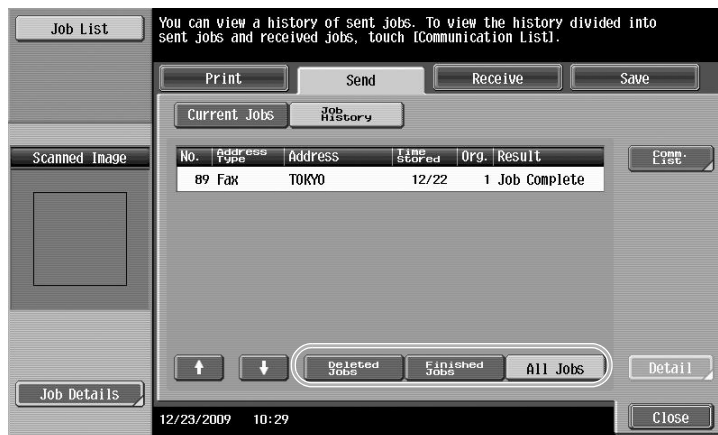 Job List
You can view a history of sent jobs. To view the history divided into
sent jobs and received jobs, touch [Communication List].
Print
Send
Receive
Save
Current Jobs
Job
History
Scanned Image
No.
Address
Type
Address
Time
Stored
Org.
Result
Comm.
List
89 Fax TOKYO 12/22 1 Job Complete
Deleted
Jobs
Finished
Jobs
All Jobs
Detail
Job Details
12/23/2009 10:29
Close